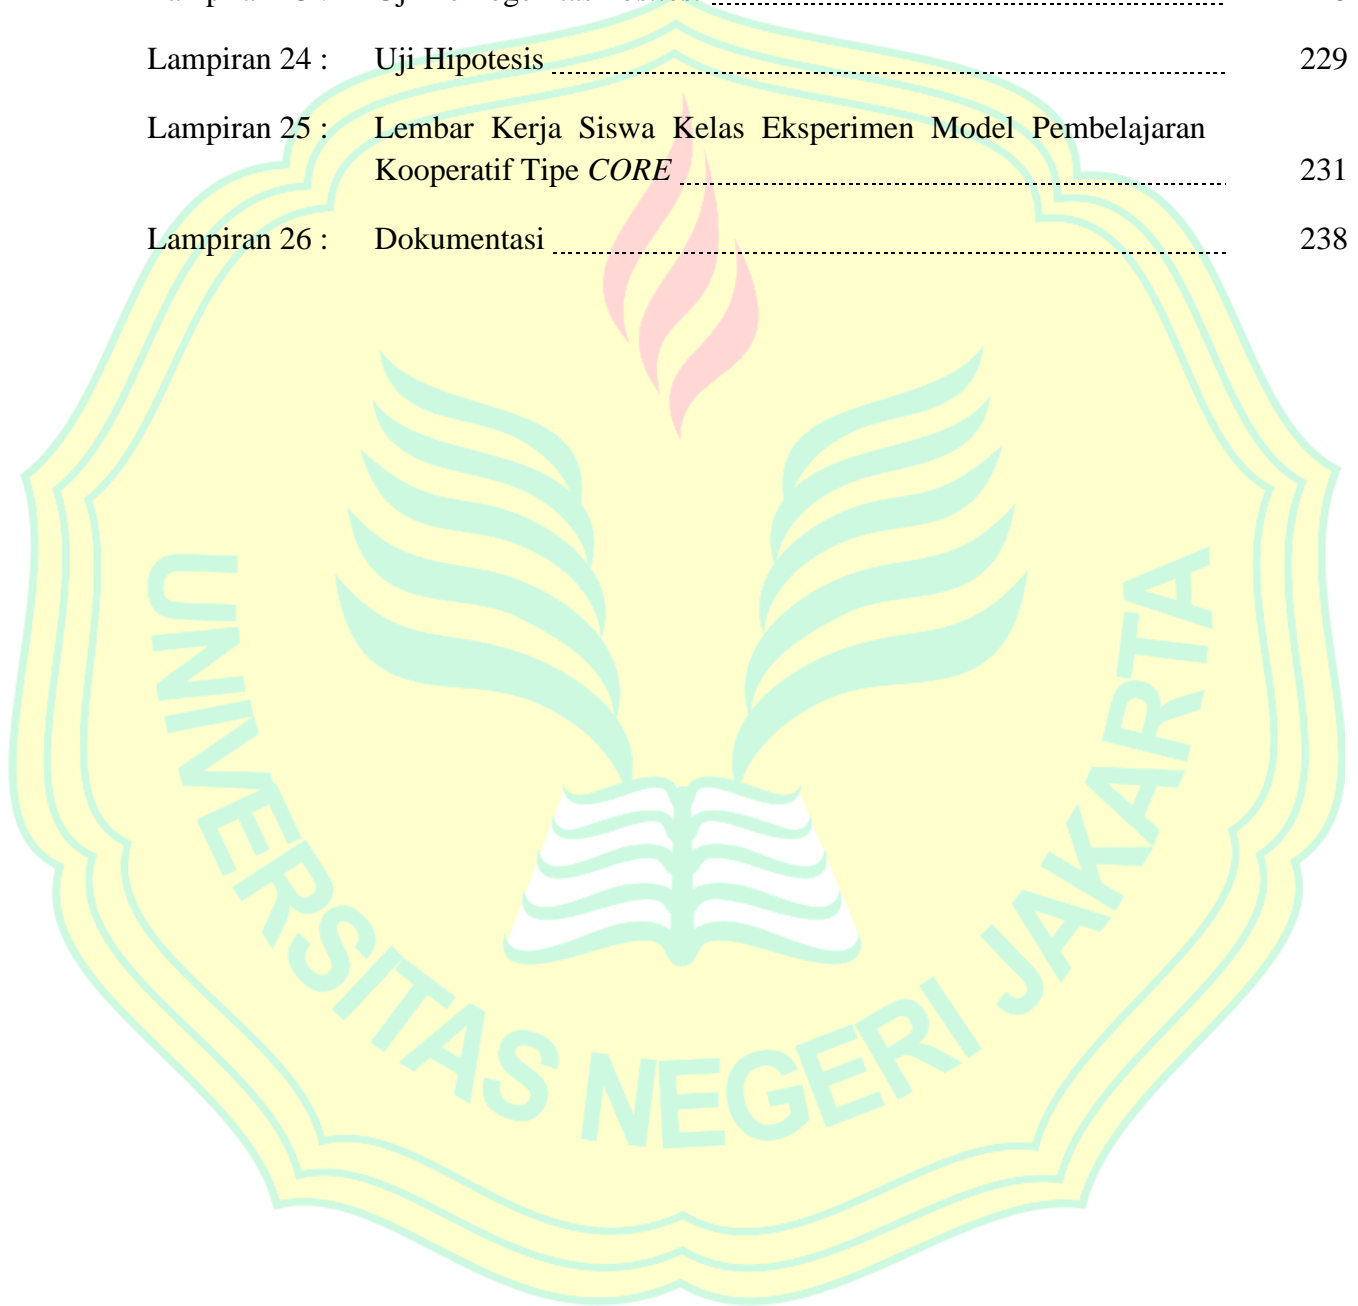 Lampiran 24 : Uji Hipotesis 229
Lampiran 25 : Lembar Kerja Siswa Kelas Eksperimen Model Pembelajaran
Kooperatif Tipe CORE 231
Lampiran 26 : Dokumentasi 238
UNIVERSITAS NEGERI JAKARTA